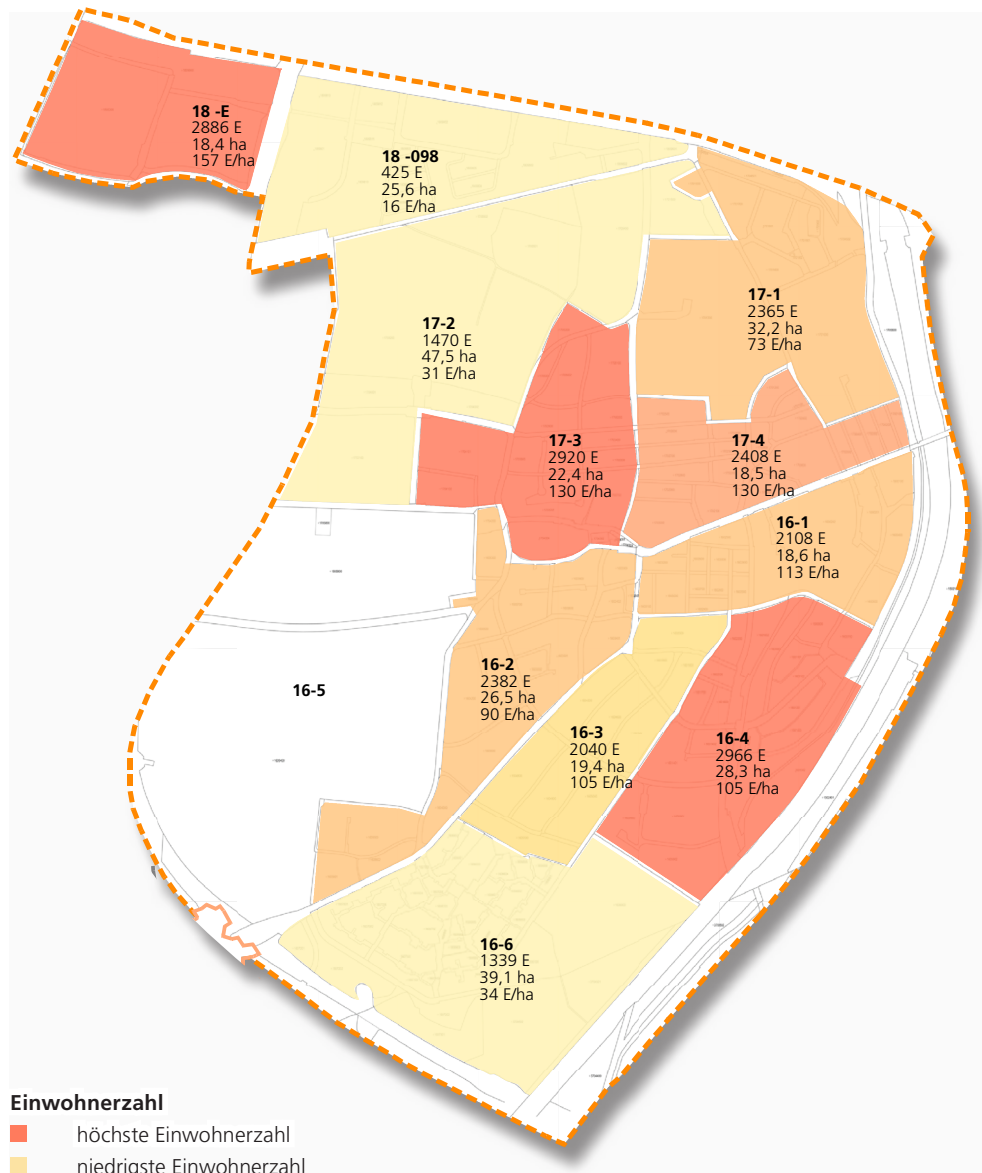 18 -E
2886 E
18,4 ha
157 E/ha
18 -098
425 E
25,6 ha
16 E/ha
17-1
2365 E
32,2 ha
73 E/ha
17-2
1470 E
47,5 ha
31 E/ha
17-3
2920 E
22,4 ha
130 E/ha
17-4
2408 E
18,5 ha
130 E/ha
16-1
2108 E
18,6 ha
113 E/ha
16-2
2382 E
26,5 ha
90 E/ha
16-5
16-3
2040 E
19,4 ha
105 E/ha
16-4
2966 E
28,3 ha
105 E/ha
16-6
1339 E
39,1 ha
34 E/ha
Einwohnerzahl
höchste Einwohnerzahl
niedrigste Einwohnerzahl